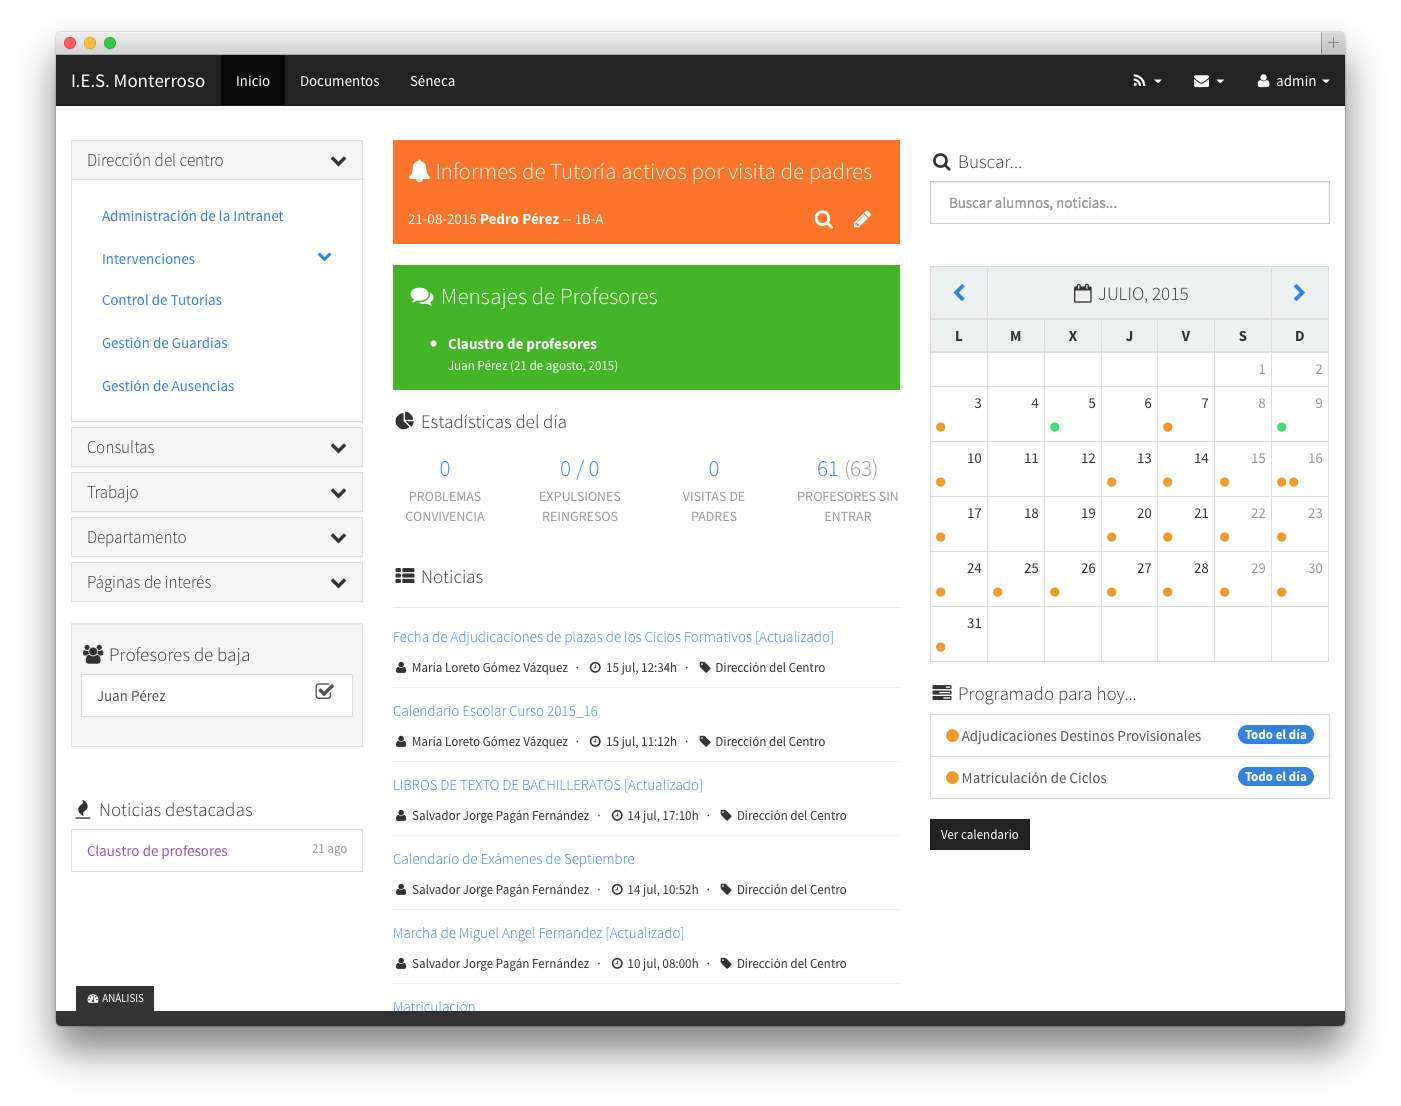 I.E.S. Monterroso
Inicio
Documentos
Séneca
admin
Dirección del centro
Administración de la Intranet
Intervenciones
Control de Tutorías
Gestión de Guardias
Gestión de Ausencias
Consultas
Trabajo
Departamento
Páginas de interés
Profesores de baja
Juan Pérez
Noticias destacadas
Claustro de profesores 21 ago
ANÁLISIS
Informes de Tutoría activos por visita de padres
21-08-2015 Pedro Pérez -- 1B-A
Mensajes de Profesores
Claustro de profesores
Juan Pérez (21 de agosto, 2015)
Estadísticas del día
0 0 / 0 0 61 (63)
PROBLEMAS EXPULSIONES VISITAS DE PROFESORES SIN
CONVIVENCIA REINGRESOS PADRES ENTRAR
Noticias
Fecha de Adjudicaciones de plazas de los Ciclos Formativos [Actualizado]
María Loreto Gómez Vázquez · 15 jul, 12:34h · Dirección del Centro
Calendario Escolar Curso 2015_16
María Loreto Gómez Vázquez · 15 jul, 11:12h · Dirección del Centro
LIBROS DE TEXTO DE BACHILLERATOS [Actualizado]
Salvador Jorge Pagán Fernández · 14 jul, 17:10h · Dirección del Centro
Calendario de Exámenes de Septiembre
Salvador Jorge Pagán Fernández · 14 jul, 10:52h · Dirección del Centro
Marcha de Miguel Angel Fernandez [Actualizado]
Salvador Jorge Pagán Fernández · 10 jul, 08:00h · Dirección del Centro
Matriculación
Buscar...
Buscar alumnos, noticias...
JULIO, 2015
L M X J V S D
1 2
3 4 5 6 7 8 9
10 11 12 13 14 15 16
17 18 19 20 21 22 23
24 25 26 27 28 29 30
31
Programado para hoy...
Adjudicaciones Destinos Provisionales Todo el día
Matriculación de Ciclos Todo el día
Ver calendario